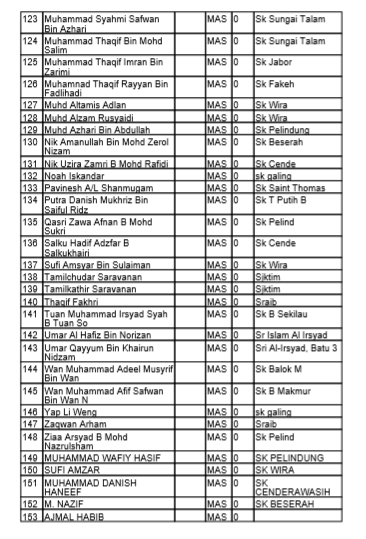 123 Muhammad Syahmi Safwan Bin Azhari MAS 0 Sk Sungai Talam
124 Muhammad Thaqif Bin Mohd Salim MAS 0 Sk Sungai Talam
125 Muhammad Thaqif Imran Bin Zarimi MAS 0 Sk Jabor
126 Muhamnad Thaqif Rayyan Bin Fadlihadi MAS 0 Sk Fakeh
127 Muhd Altamis Adlan MAS 0 Sk Wira
128 Muhd Alzam Rusyaidi MAS 0 Sk Wira
129 Muhd Azhari Bin Abdullah MAS 0 Sk Pelindung
130 Nik Amanullah Bin Mohd Zerol Nizam MAS 0 Sk Beserah
131 Nik Uzira Zamri B Mohd Rafidi MAS 0 Sk Cende
132 Noah Iskandar MAS 0 sk galing
133 Pavinesh A/L Shanmugam MAS 0 Sk Saint Thomas
134 Putra Danish Mukhriz Bin Saiful Ridz MAS 0 Sk T Putih B
135 Qasri Zawa Afnan B Mohd Sukri MAS 0 Sk Pelind
136 Salku Hadif Adzfar B Salkukhairi MAS 0 Sk Cende
137 Sufi Amsyar Bin Sulaiman MAS 0 Sk Wira
138 Tamilchudar Saravanan MAS 0 Sjktim
139 Tamilkathir Saravanan MAS 0 Sjktim
140 Thaqif Fakhri MAS 0 Sraib
141 Tuan Muhammad Irsyad Syah B Tuan So MAS 0 Sk B Sekilau
142 Umar Al Hafiz Bin Norizan MAS 0 Sr Islam Al Irsyad
143 Umar Qayyum Bin Khairun Nidzam MAS 0 Sri Al-Irsyad, Batu 3
144 Wan Muhammad Adeel Musyrif Bin Wan MAS 0 Sk Balok M
145 Wan Muhammad Afif Safwan Bin Wan N MAS 0 Sk B Makmur
146 Yap Li Weng MAS 0 sk galing
147 Zaqwan Arham MAS 0 Sraib
148 Ziaa Arsyad B Mohd Nazrulsham MAS 0 Sk Pelind
149 MUHAMMAD WAFIY HASIF MAS 0 SK PELINDUNG
150 SUFI AMZAR MAS 0 SK WIRA
151 MUHAMMAD DANISH HANEEF MAS 0 SK CENDERAWASIH
152 M. NAZIF MAS 0 SK BESERAH
153 AJMAL HABIB MAS 0